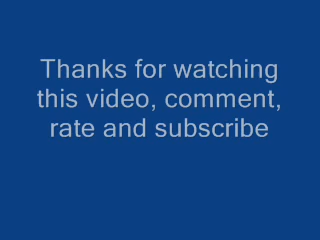 Thanks for watching
this video, comment,
rate and subscribe